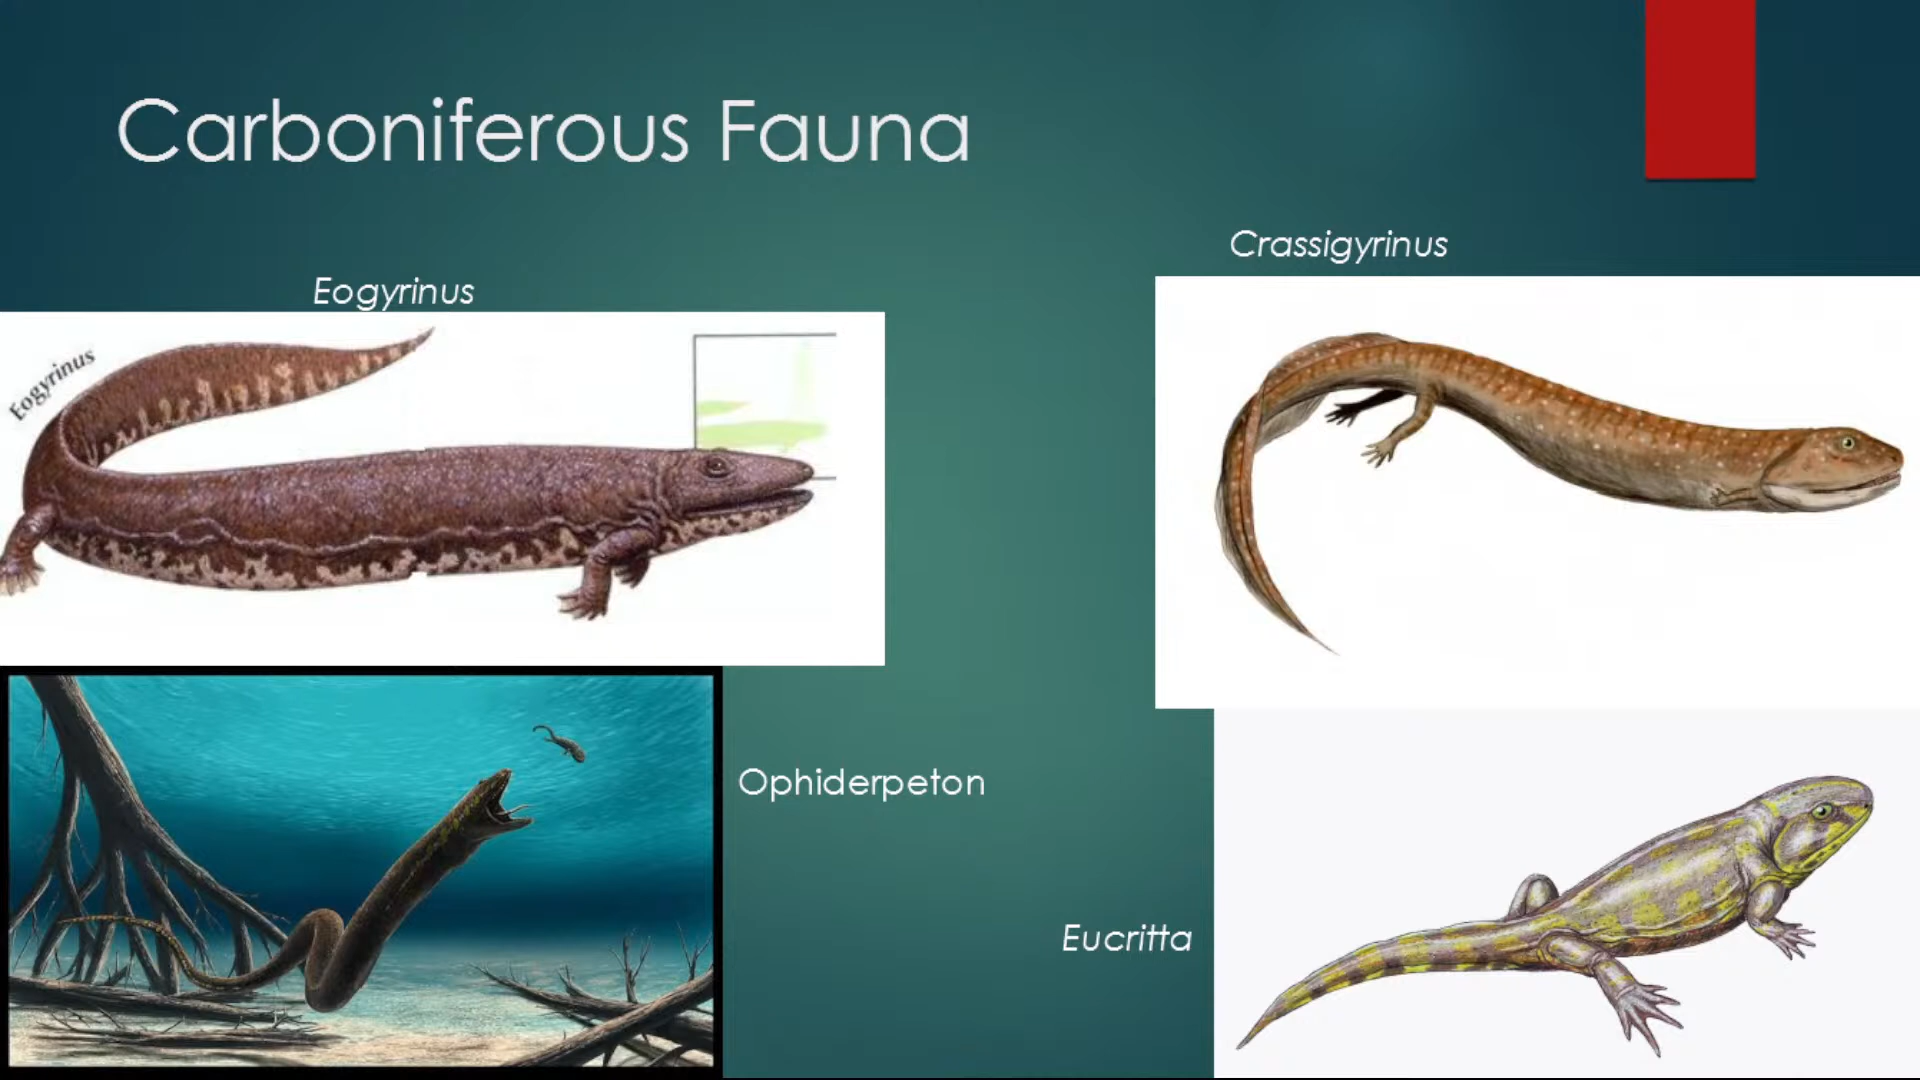 Carboniferous Fauna
Crassigyrinus
Eogyrinus
Eogyrinus
Ophiderpeton
Eucritta